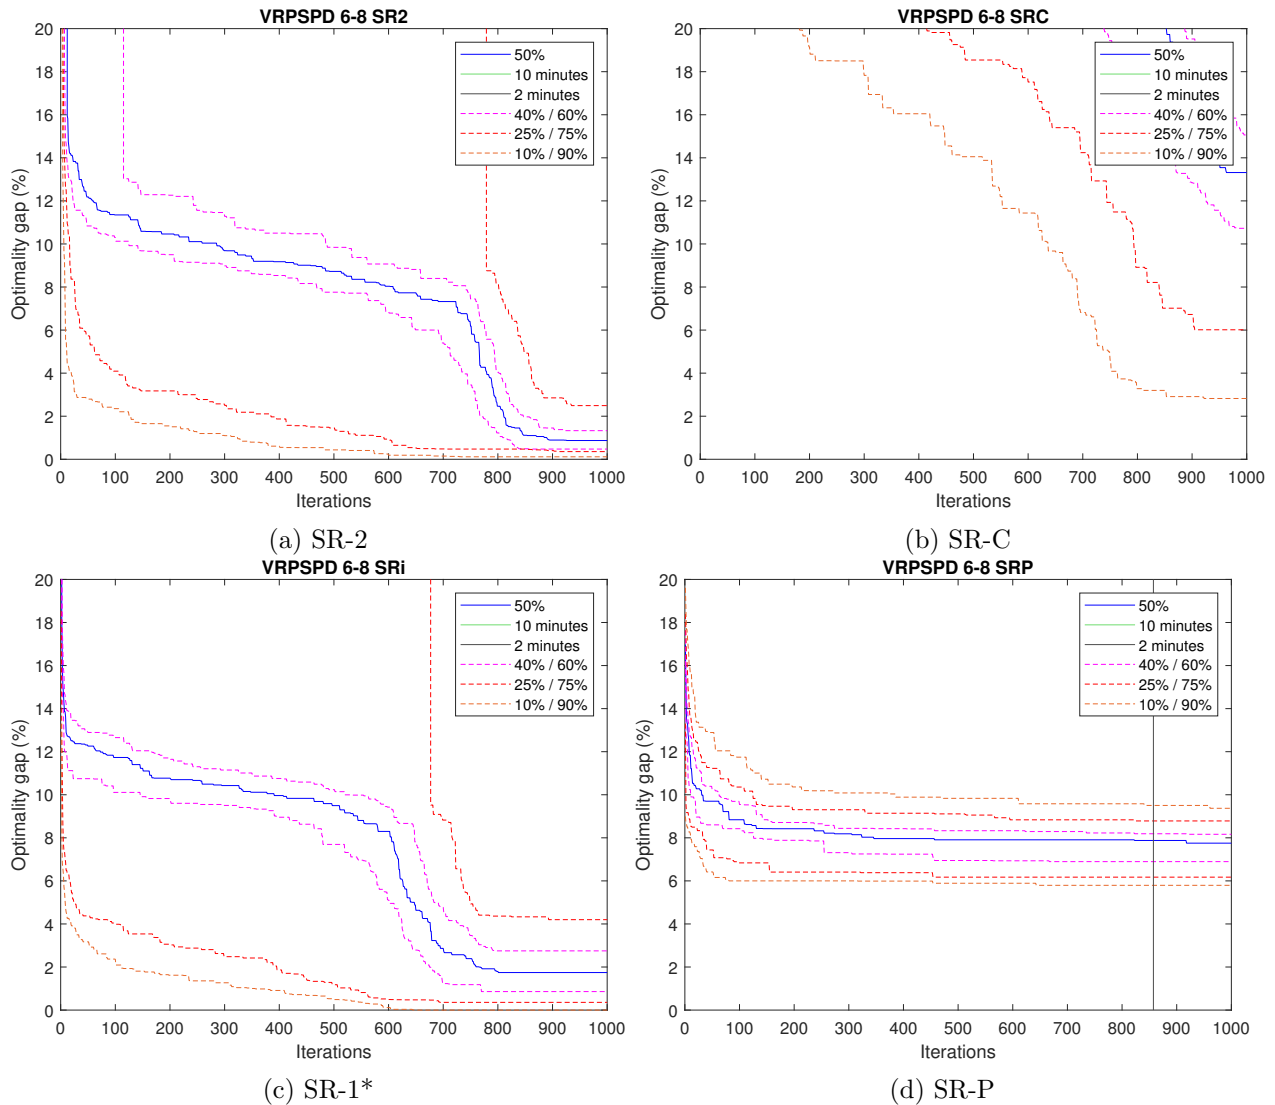 VRPSPD 6-8 SR2
Optimality gap (%)
20
18
16
14
12
10
8
6
4
2
0
50%
10 minutes
2 minutes
40% / 60%
25% / 75%
10% / 90%
0 100 200 300 400 500 600 700 800 900 1000
Iterations
(a) SR-2
VRPSPD 6-8 SRC
Optimality gap (%)
20
18
16
14
12
10
8
6
4
2
0
50%
10 minutes
2 minutes
40% / 60%
25% / 75%
10% / 90%
100 200 300 400 500 600 700 800 900 1000
Iterations
(b) SR-C
VRPSPD 6-8 SRi
Optimality gap (%)
20
18
16
14
12
10
8
6
4
2
0
50%
10 minutes
2 minutes
40% / 60%
25% / 75%
10% / 90%
0 100 200 300 400 500 600 700 800 900 1000
Iterations
(c) SR-1*
VRPSPD 6-8 SRP
Optimality gap (%)
20
18
16
14
12
10
8
6
4
2
0
50%
10 minutes
2 minutes
40% / 60%
25% / 75%
10% / 90%
0 100 200 300 400 500 600 700 800 900 1000
Iterations
(d) SR-P